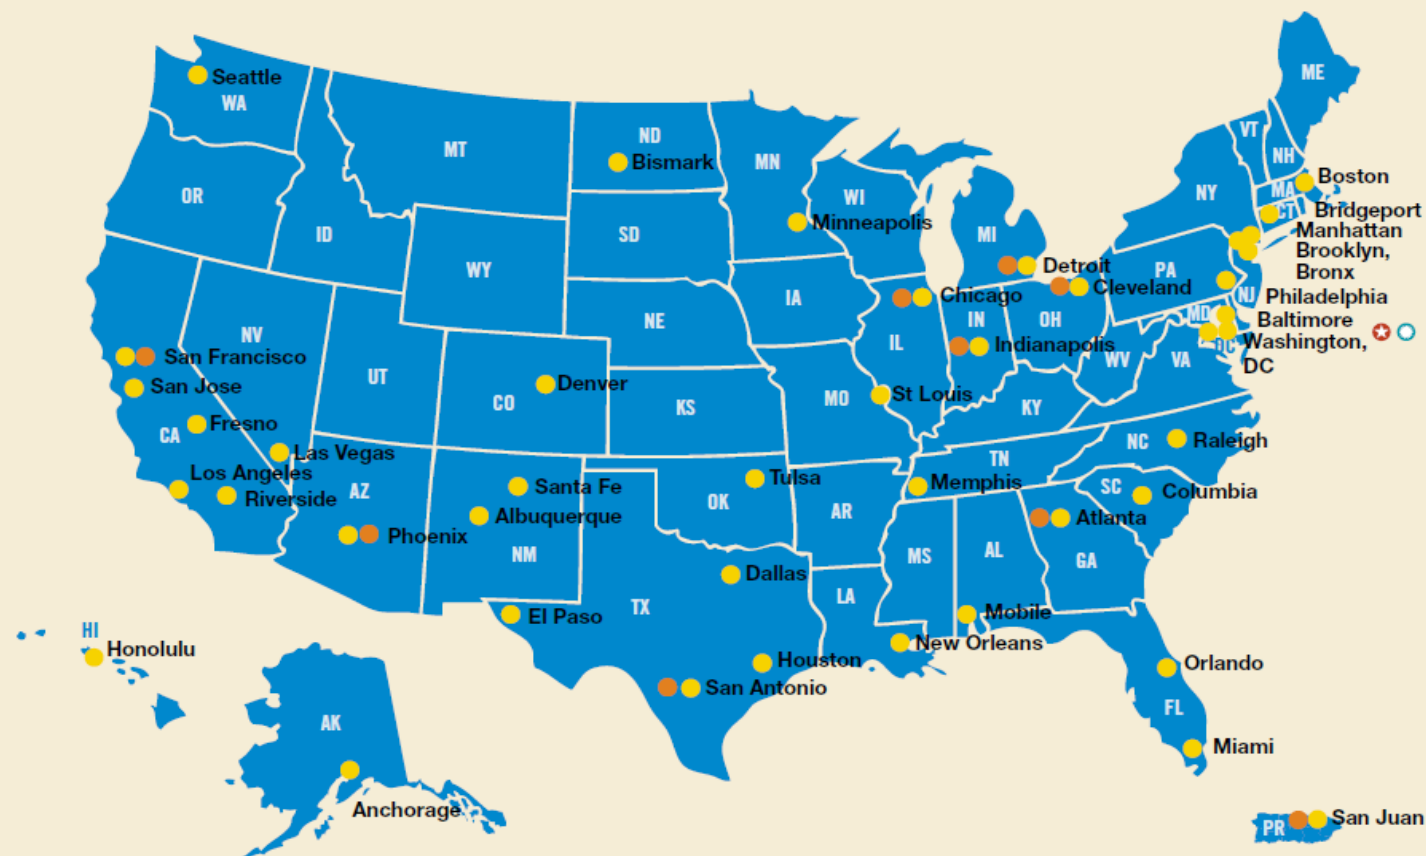 ME
Seattle
WA
VT
ND
MT
MN
NH
Bismark
Boston
MA
NY
OR
WI
CT
Bridgeport
Minneapolis
Manhattan
ID
SD
MI
Brooklyn,
Bronx
WY
PA
Detroit
Cleveland
NJ
Philadelphia
IA
Chicago
MD
Baltimore
NE
IN
OH
NV
IL
Indianapolis
DC
Washington,
DC
San Francisco
WV
VA
UT
San Jose
Denver
St Louis
CO
MO
KS
KY
Fresno
CA
Las Vegas
NC
Raleigh
TN
Los Angeles
Riverside
AZ
Santa Fe
Tulsa
Memphis
SC
Columbia
OK
AR
Albuquerque
Atlanta
Phoenix
NM
MS
AL
GA
Dallas
LA
TX
El Paso
Mobile
HI
Honolulu
New Orleans
Houston
Orlando
San Antonio
FL
AK
Miami
Anchorage
PR
San Juan